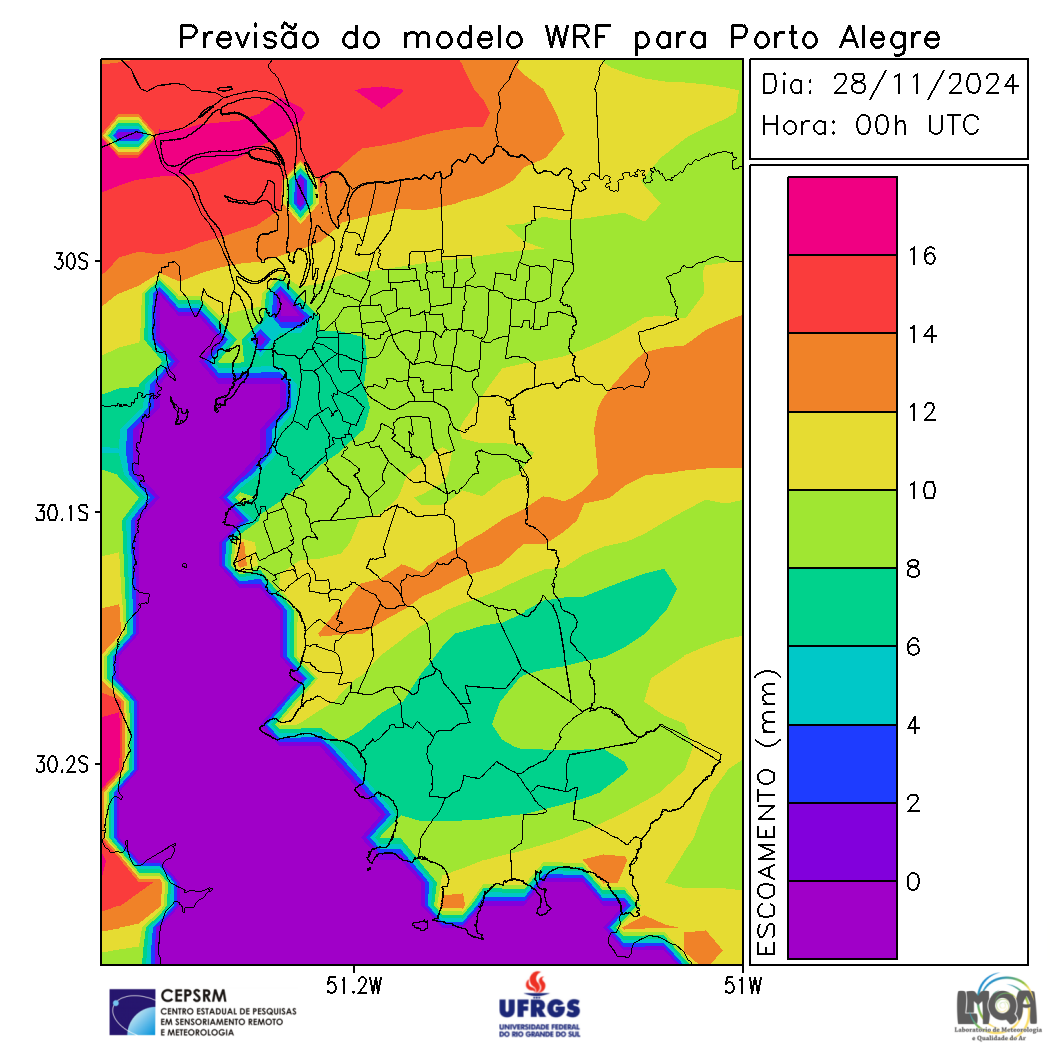 Previsão do modelo WRF para Porto Alegre
Dia: 28/11/2024
Hora: 00h UTC
30S
30.1S
30.2S
51.2W
51W
16
14
12
10
8
6
4
2
0
ESCOAMENTO (mm)
CEPSRM
CENTRO ESTADUAL DE PESQUISAS
EM SENSORIAMENTO REMOTO
E METEOROLOGIA
UFRGS
UNIVERSIDADE FEDERAL
DO RIO GRANDE DO SUL
LMQA
Laboratório de Meteorologia
e Qualidade do Ar